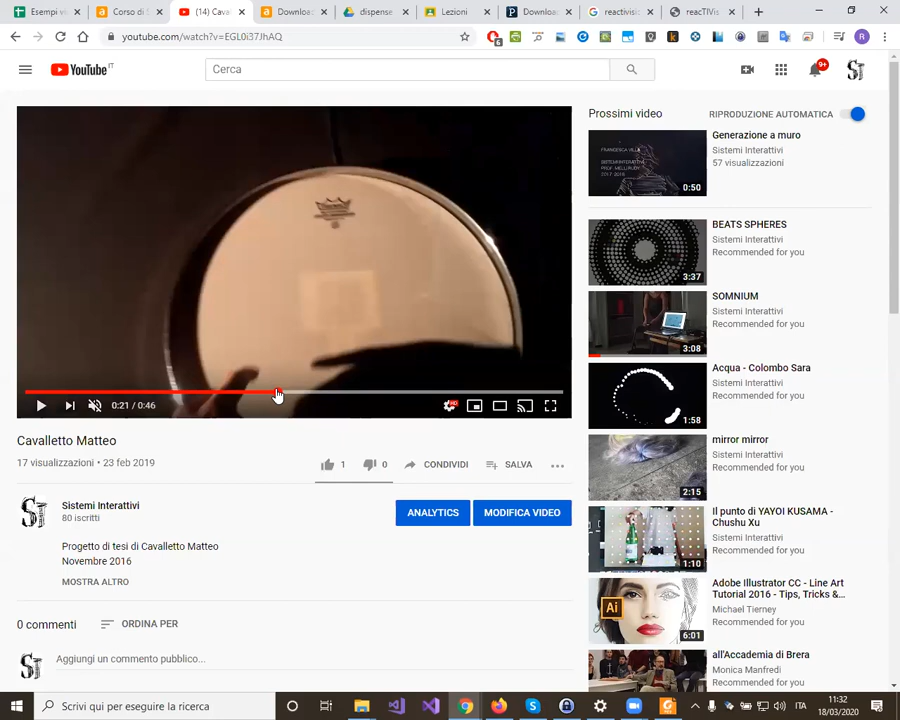 Esempi vi
Corso di S
(14) Cava
Download
dispense
Lezioni
Downloa
reactivisio
reacTIVis
youtube.com/watch?v=EGL0i37JhAQ
6
R
YouTube IT
Cerca
9+
Prossimi video
RIPRODUZIONE AUTOMATICA
Generazione a muro
Sistemi Interattivi
57 visualizzazioni
0:50
BEATS SPHERES
Sistemi Interattivi
Recommended for you
3:37
SOMNIUM
Sistemi Interattivi
Recommended for you
3:08
Acqua - Colombo Sara
Sistemi Interattivi
Recommended for you
1:58
mirror mirror
Sistemi Interattivi
Recommended for you
2:15
Il punto di YAYOI KUSAMA -
Chushu Xu
Sistemi Interattivi
Recommended for you
1:10
Adobe Illustrator CC - Line Art
Tutorial 2016 - Tips, Tricks &...
Michael Tierney
Recommended for you
Ai
6:01
all'Accademia di Brera
Monica Manfredi
Recommended for you
0:21 / 0:46
HD
Cavalletto Matteo
17 visualizzazioni • 23 feb 2019
1
0
CONDIVIDI
SALVA
Sistemi Interattivi
80 iscritti
ANALYTICS
MODIFICA VIDEO
Progetto di tesi di Cavalletto Matteo
Novembre 2016
MOSTRA ALTRO
0 commenti
ORDINA PER
Aggiungi un commento pubblico...
Scrivi qui per eseguire la ricerca
11:32
18/03/2020